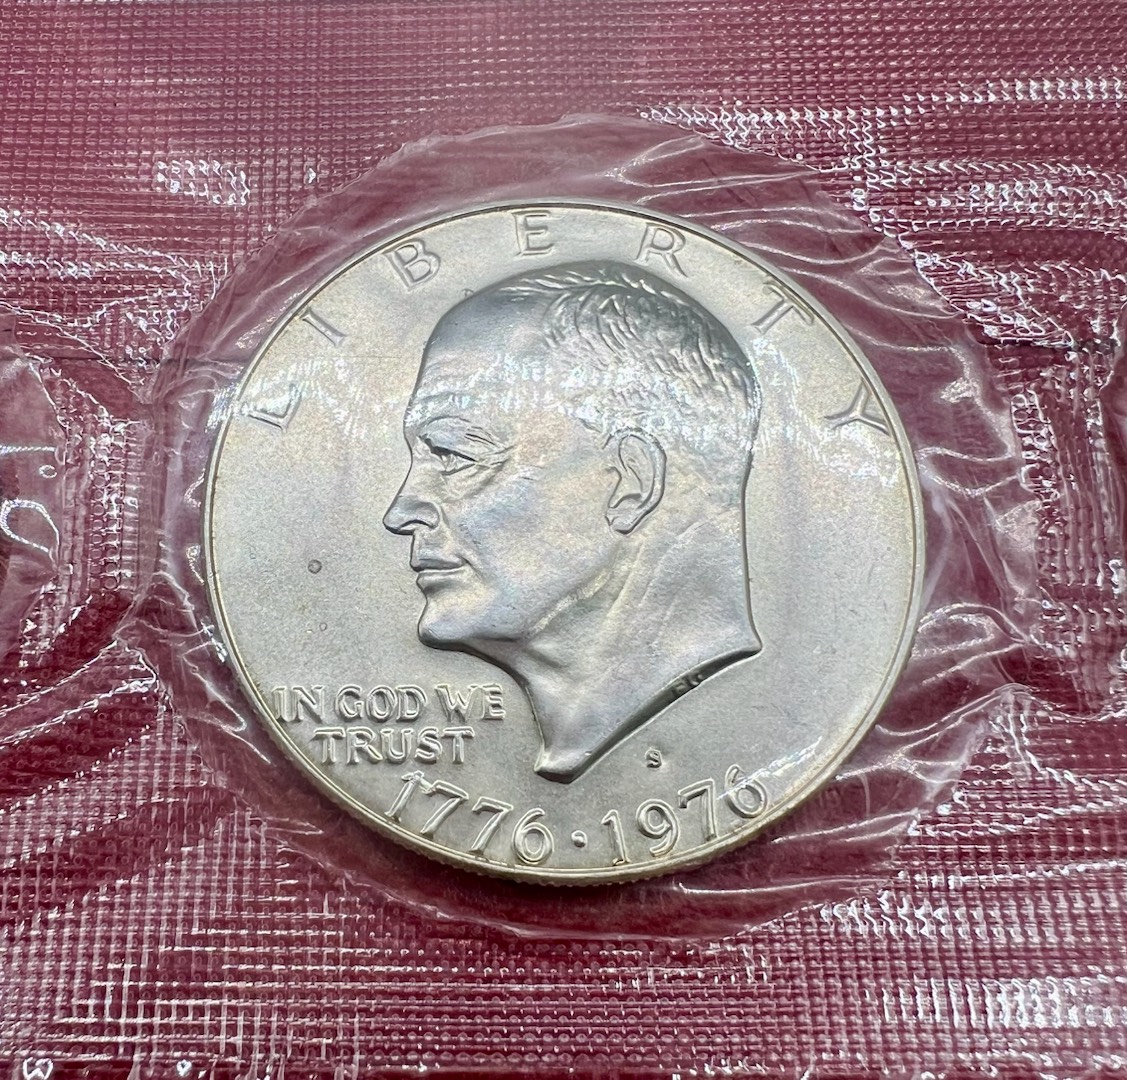 LIBERTY
IN GOD WE
TRUST
S
1776·1976